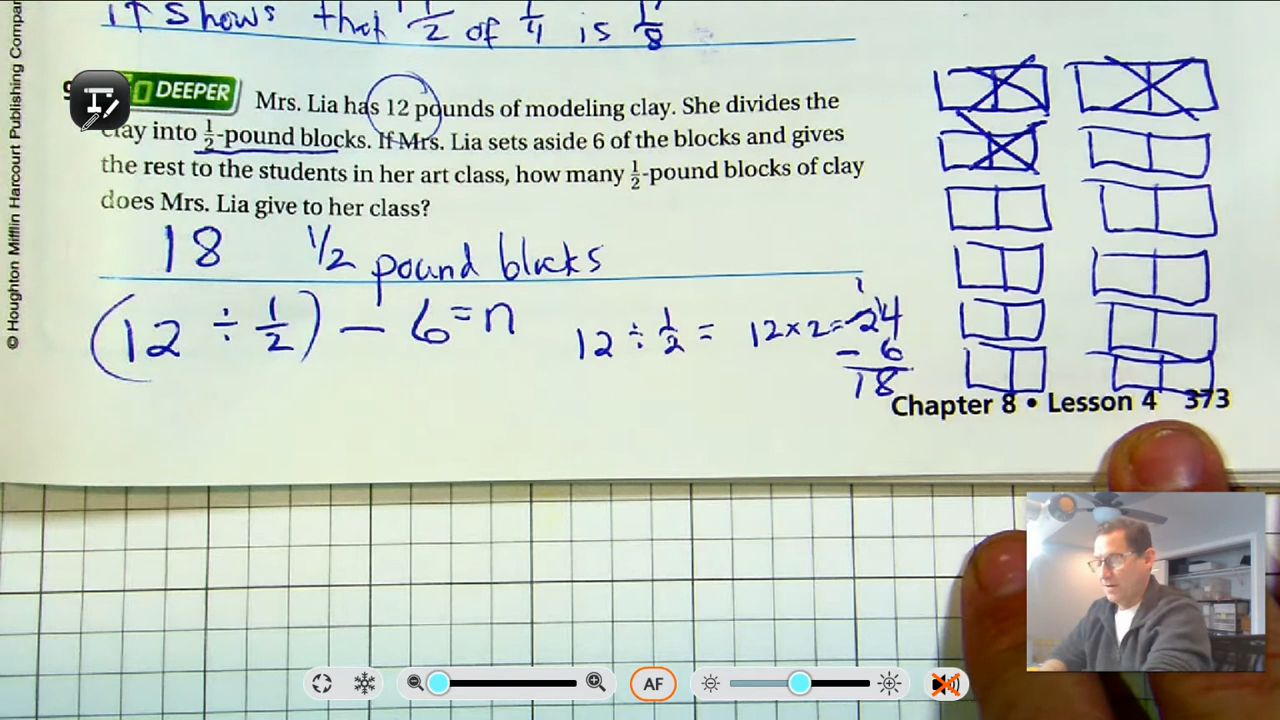 It shows that 1/2 of 1/4 is 1/8
DEEPER Mrs. Lia has 12 pounds of modeling clay. She divides the
clay into 1/2-pound blocks. If Mrs. Lia sets aside 6 of the blocks and gives
the rest to the students in her art class, how many 1/2-pound blocks of clay
does Mrs. Lia give to her class?
18 1/2 pound blocks
(12 ÷ 1/2) − 6 = n
12 ÷ 1/2 = 12 × 2 = 24
− 6
18
Chapter 8 • Lesson 4 373
© Houghton Mifflin Harcourt Publishing Compan
AF